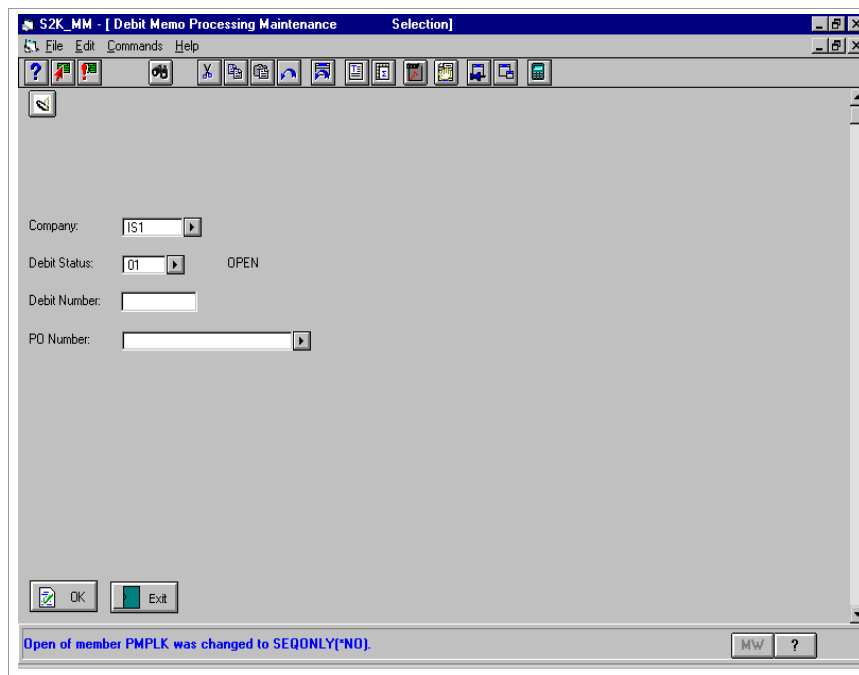 S2K_MM - [ Debit Memo Processing Maintenance Selection]
File Edit Commands Help
Company: IS1
Debit Status: 01 OPEN
Debit Number:
PO Number:
OK Exit
Open of member PMPLK was changed to SEQONLY(*NO). MW ?